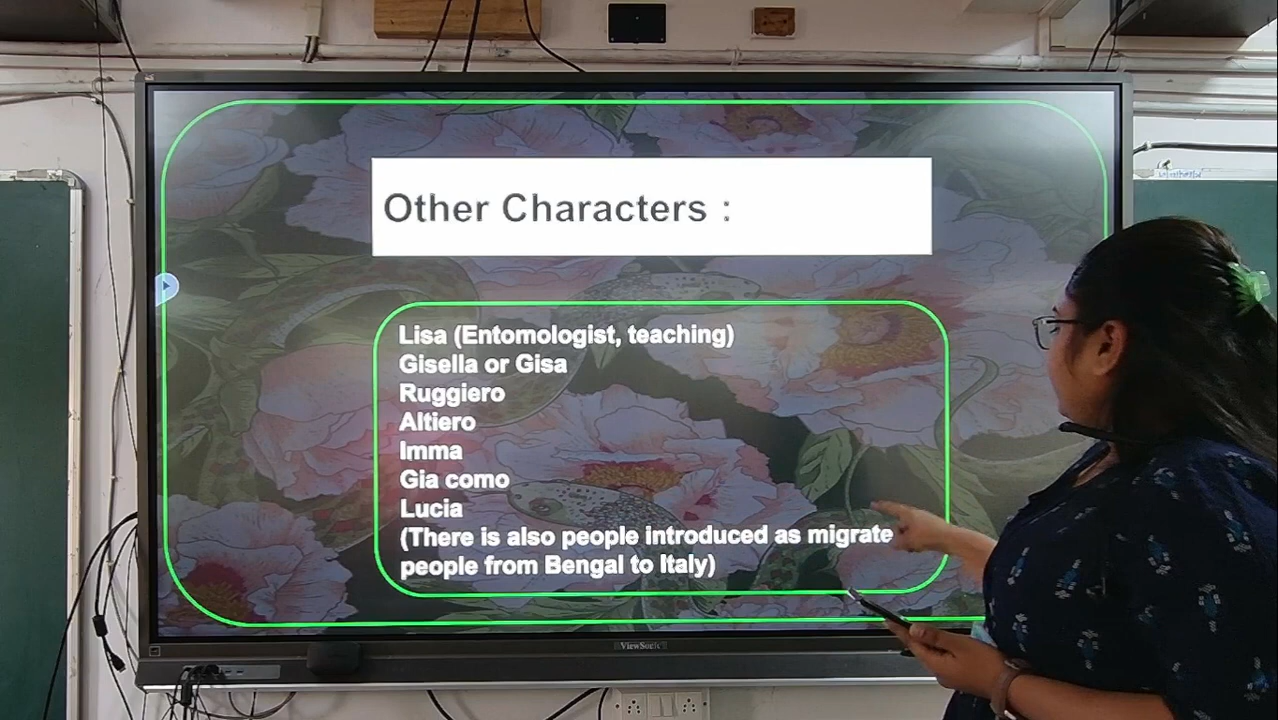 Other Characters :
Lisa (Entomologist, teaching)
Gisella or Gisa
Ruggiero
Altiero
Imma
Gia como
Lucia
(There is also people introduced as migrate
people from Bengal to Italy)
ViewSonic